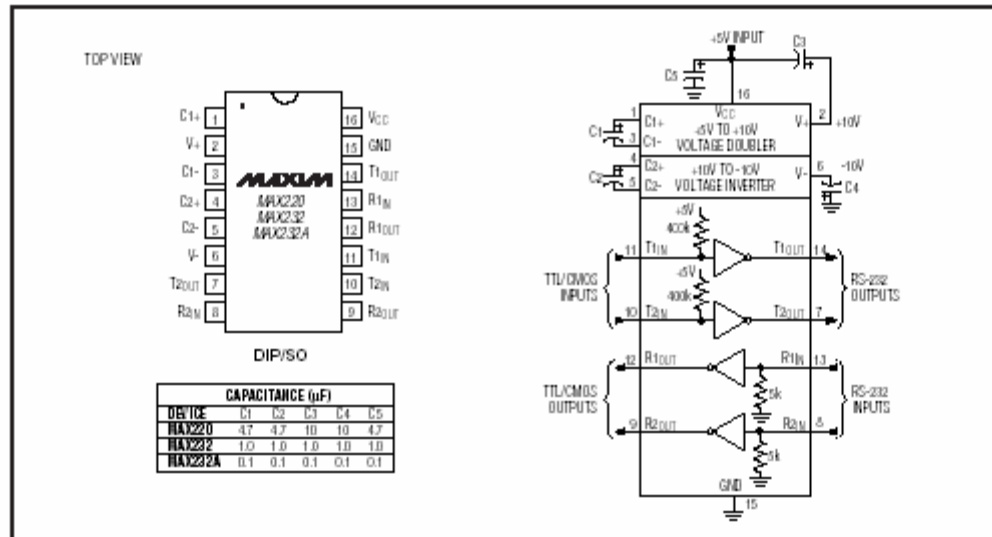 TOP VIEW
C1+ 1
V+ 2
C1- 3
C2+ 4
C2- 5
V- 6
T2OUT 7
R2IN 8
16 VCC
15 GND
14 T1OUT
13 R1IN
12 R1OUT
11 T1IN
10 T2IN
9 R2OUT
MAXIM
MAX220
MAX232
MAX232A
DIP/SO
CAPACITANCE (µF)
DEVICE C1 C2 C3 C4 C5
MAX220 4.7 4.7 10 10 4.7
MAX232 1.0 1.0 1.0 1.0 1.0
MAX232A 0.1 0.1 0.1 0.1 0.1
+5V INPUT
C3
C5
16
VCC
1 C1+
C1
3 C1-
+5V TO +10V
VOLTAGE DOUBLER
V+ 2 +10V
4 C2+
C2
5 C2-
+10V TO -10V
VOLTAGE INVERTER
V- 6 -10V
C4
+5V
400k
11 T1IN
T1OUT 14
TTL/CMOS
INPUTS
+5V
400k
RS-232
OUTPUTS
10 T2IN
T2OUT 7
12 R1OUT
R1IN 13
TTL/CMOS
OUTPUTS
5k
RS-232
INPUTS
9 R2OUT
R2IN 8
5k
GND
15